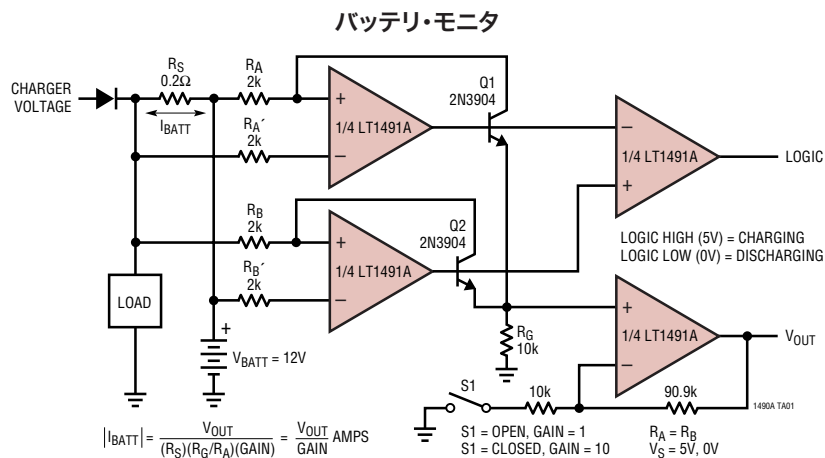 バッテリ・モニタ
CHARGER
VOLTAGE
RS
0.2Ω
IBATT
RA
2k
RA´
2k
+
1/4 LT1491A
−
Q1
2N3904
−
1/4 LT1491A
+
LOGIC
LOGIC HIGH (5V) = CHARGING
LOGIC LOW (0V) = DISCHARGING
RB
2k
RB´
2k
+
1/4 LT1491A
−
Q2
2N3904
LOAD
+
VBATT = 12V
RG
10k
+
1/4 LT1491A
−
VOUT
S1
10k
90.9k
1490A TA01
S1 = OPEN, GAIN = 1
S1 = CLOSED, GAIN = 10
RA = RB
VS = 5V, 0V
|IBATT| = VOUT / (RS)(RG/RA)(GAIN) = VOUT / GAIN AMPS